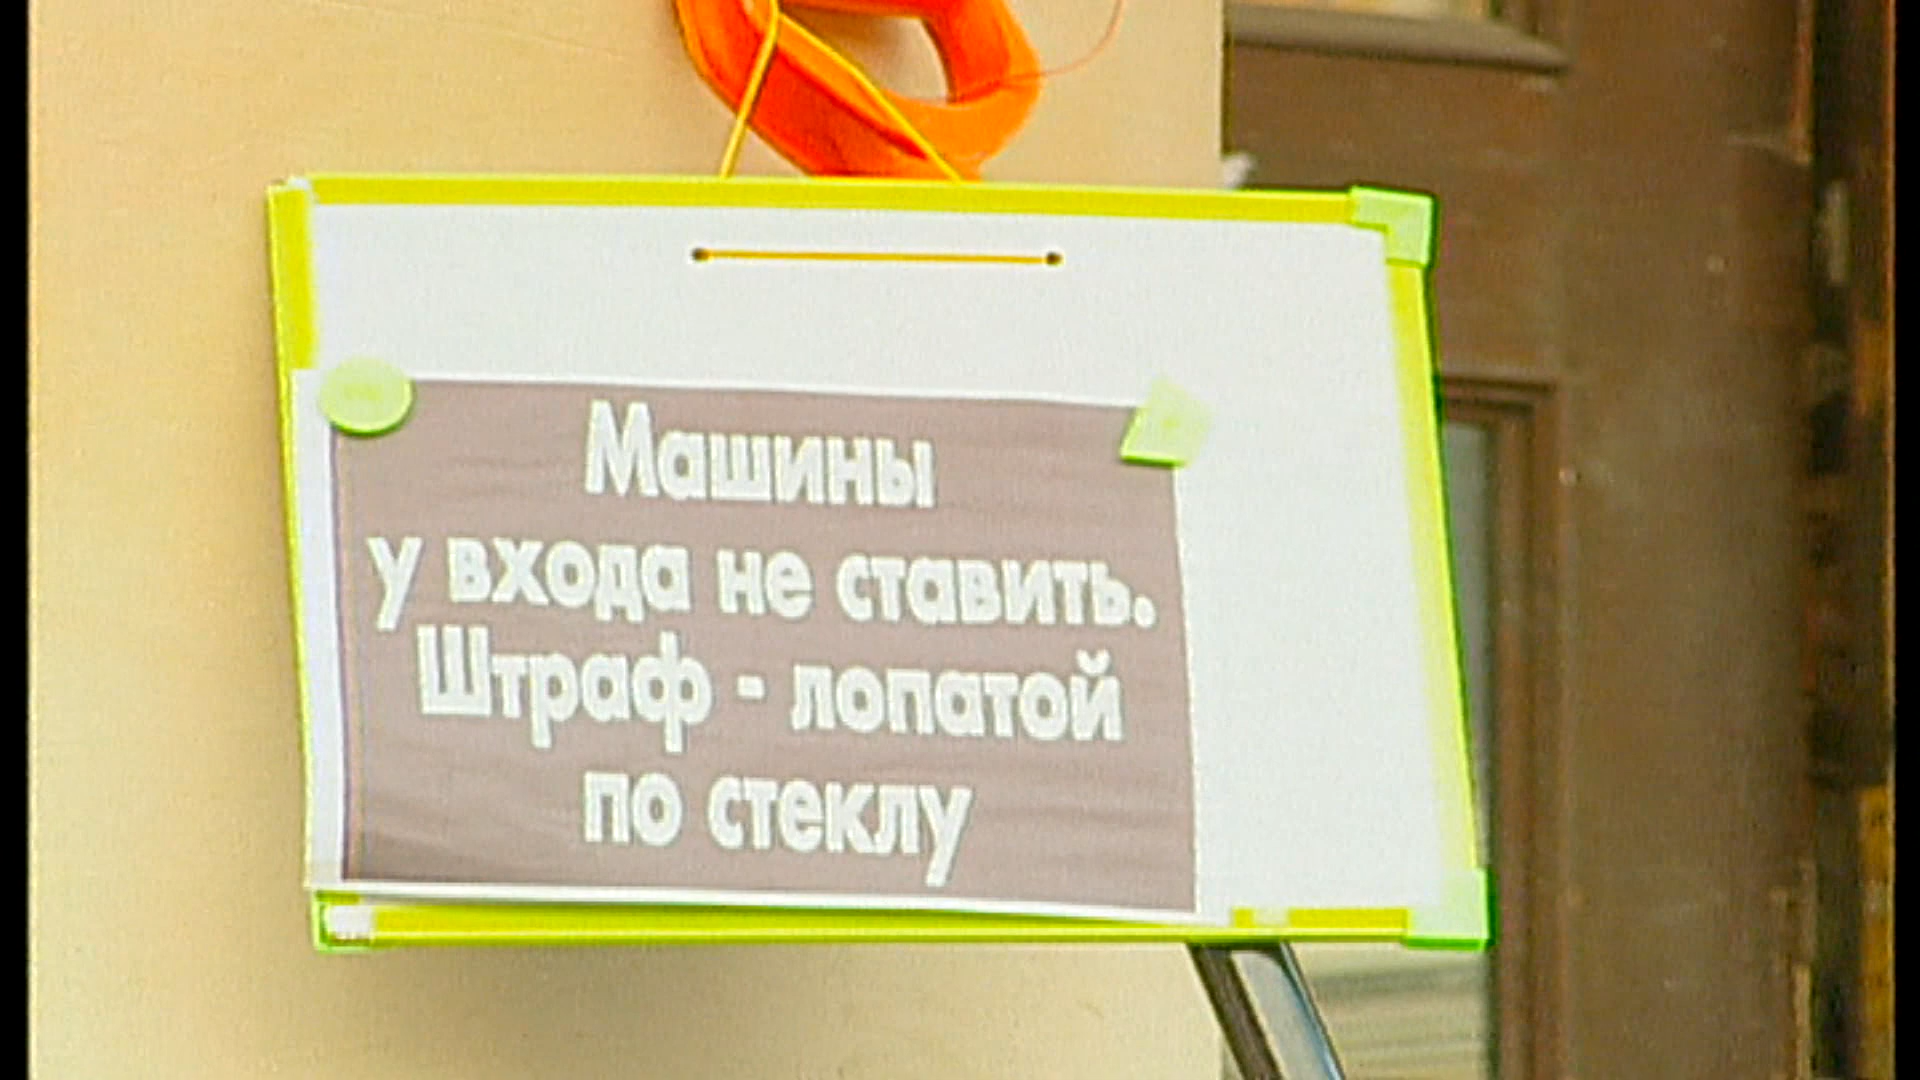 Машины
у входа не ставить.
Штраф - лопатой
по стеклу